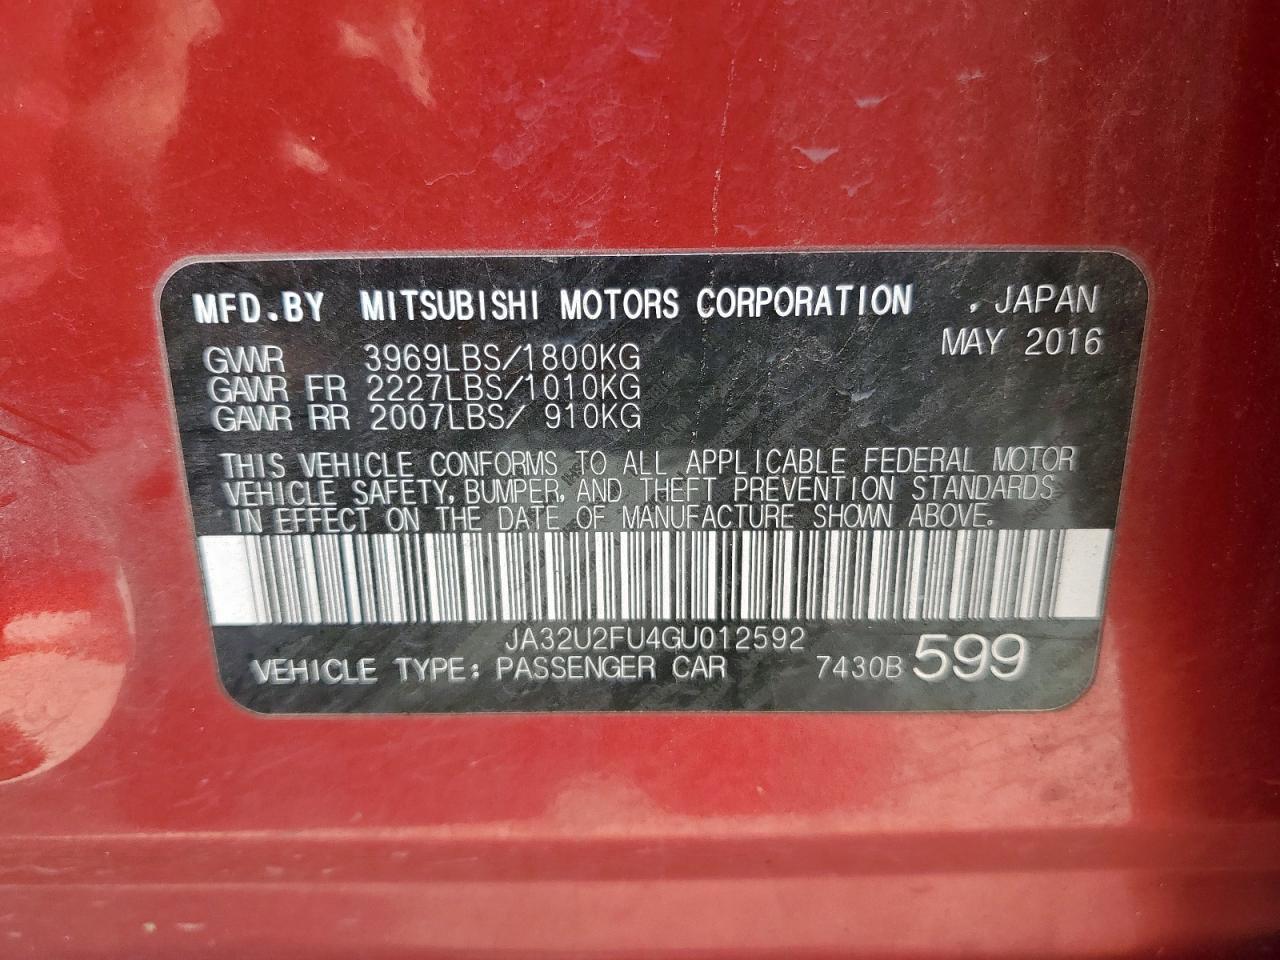 MFD.BY MITSUBISHI MOTORS CORPORATION , JAPAN
MAY 2016
GVWR 3969LBS/1800KG
GAWR FR 2227LBS/1010KG
GAWR RR 2007LBS/ 910KG
THIS VEHICLE CONFORMS TO ALL APPLICABLE FEDERAL MOTOR
VEHICLE SAFETY, BUMPER, AND THEFT PREVENTION STANDARDS
IN EFFECT ON THE DATE OF MANUFACTURE SHOWN ABOVE.
JA32U2FU4GU012592
VEHICLE TYPE: PASSENGER CAR 7430B 599